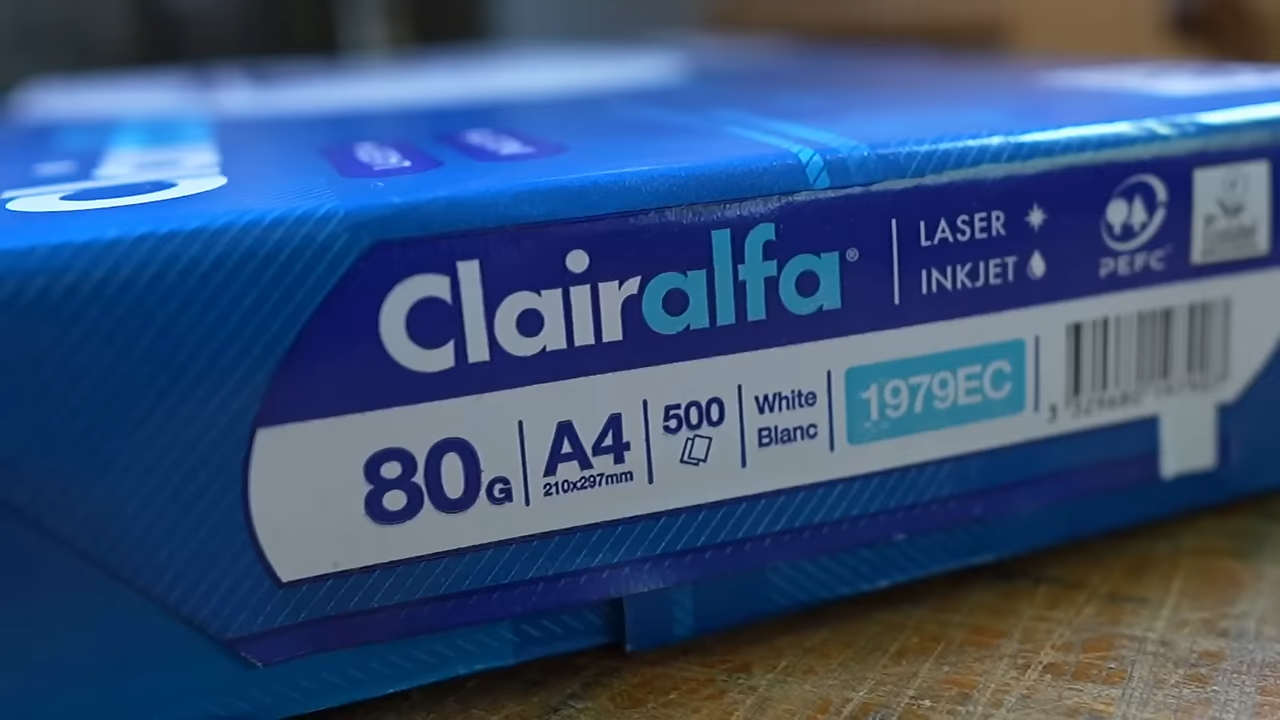 Clairalfa®
LASER
INKJET
PEFC
80G
A4
210x297mm
500
White
Blanc
1979EC